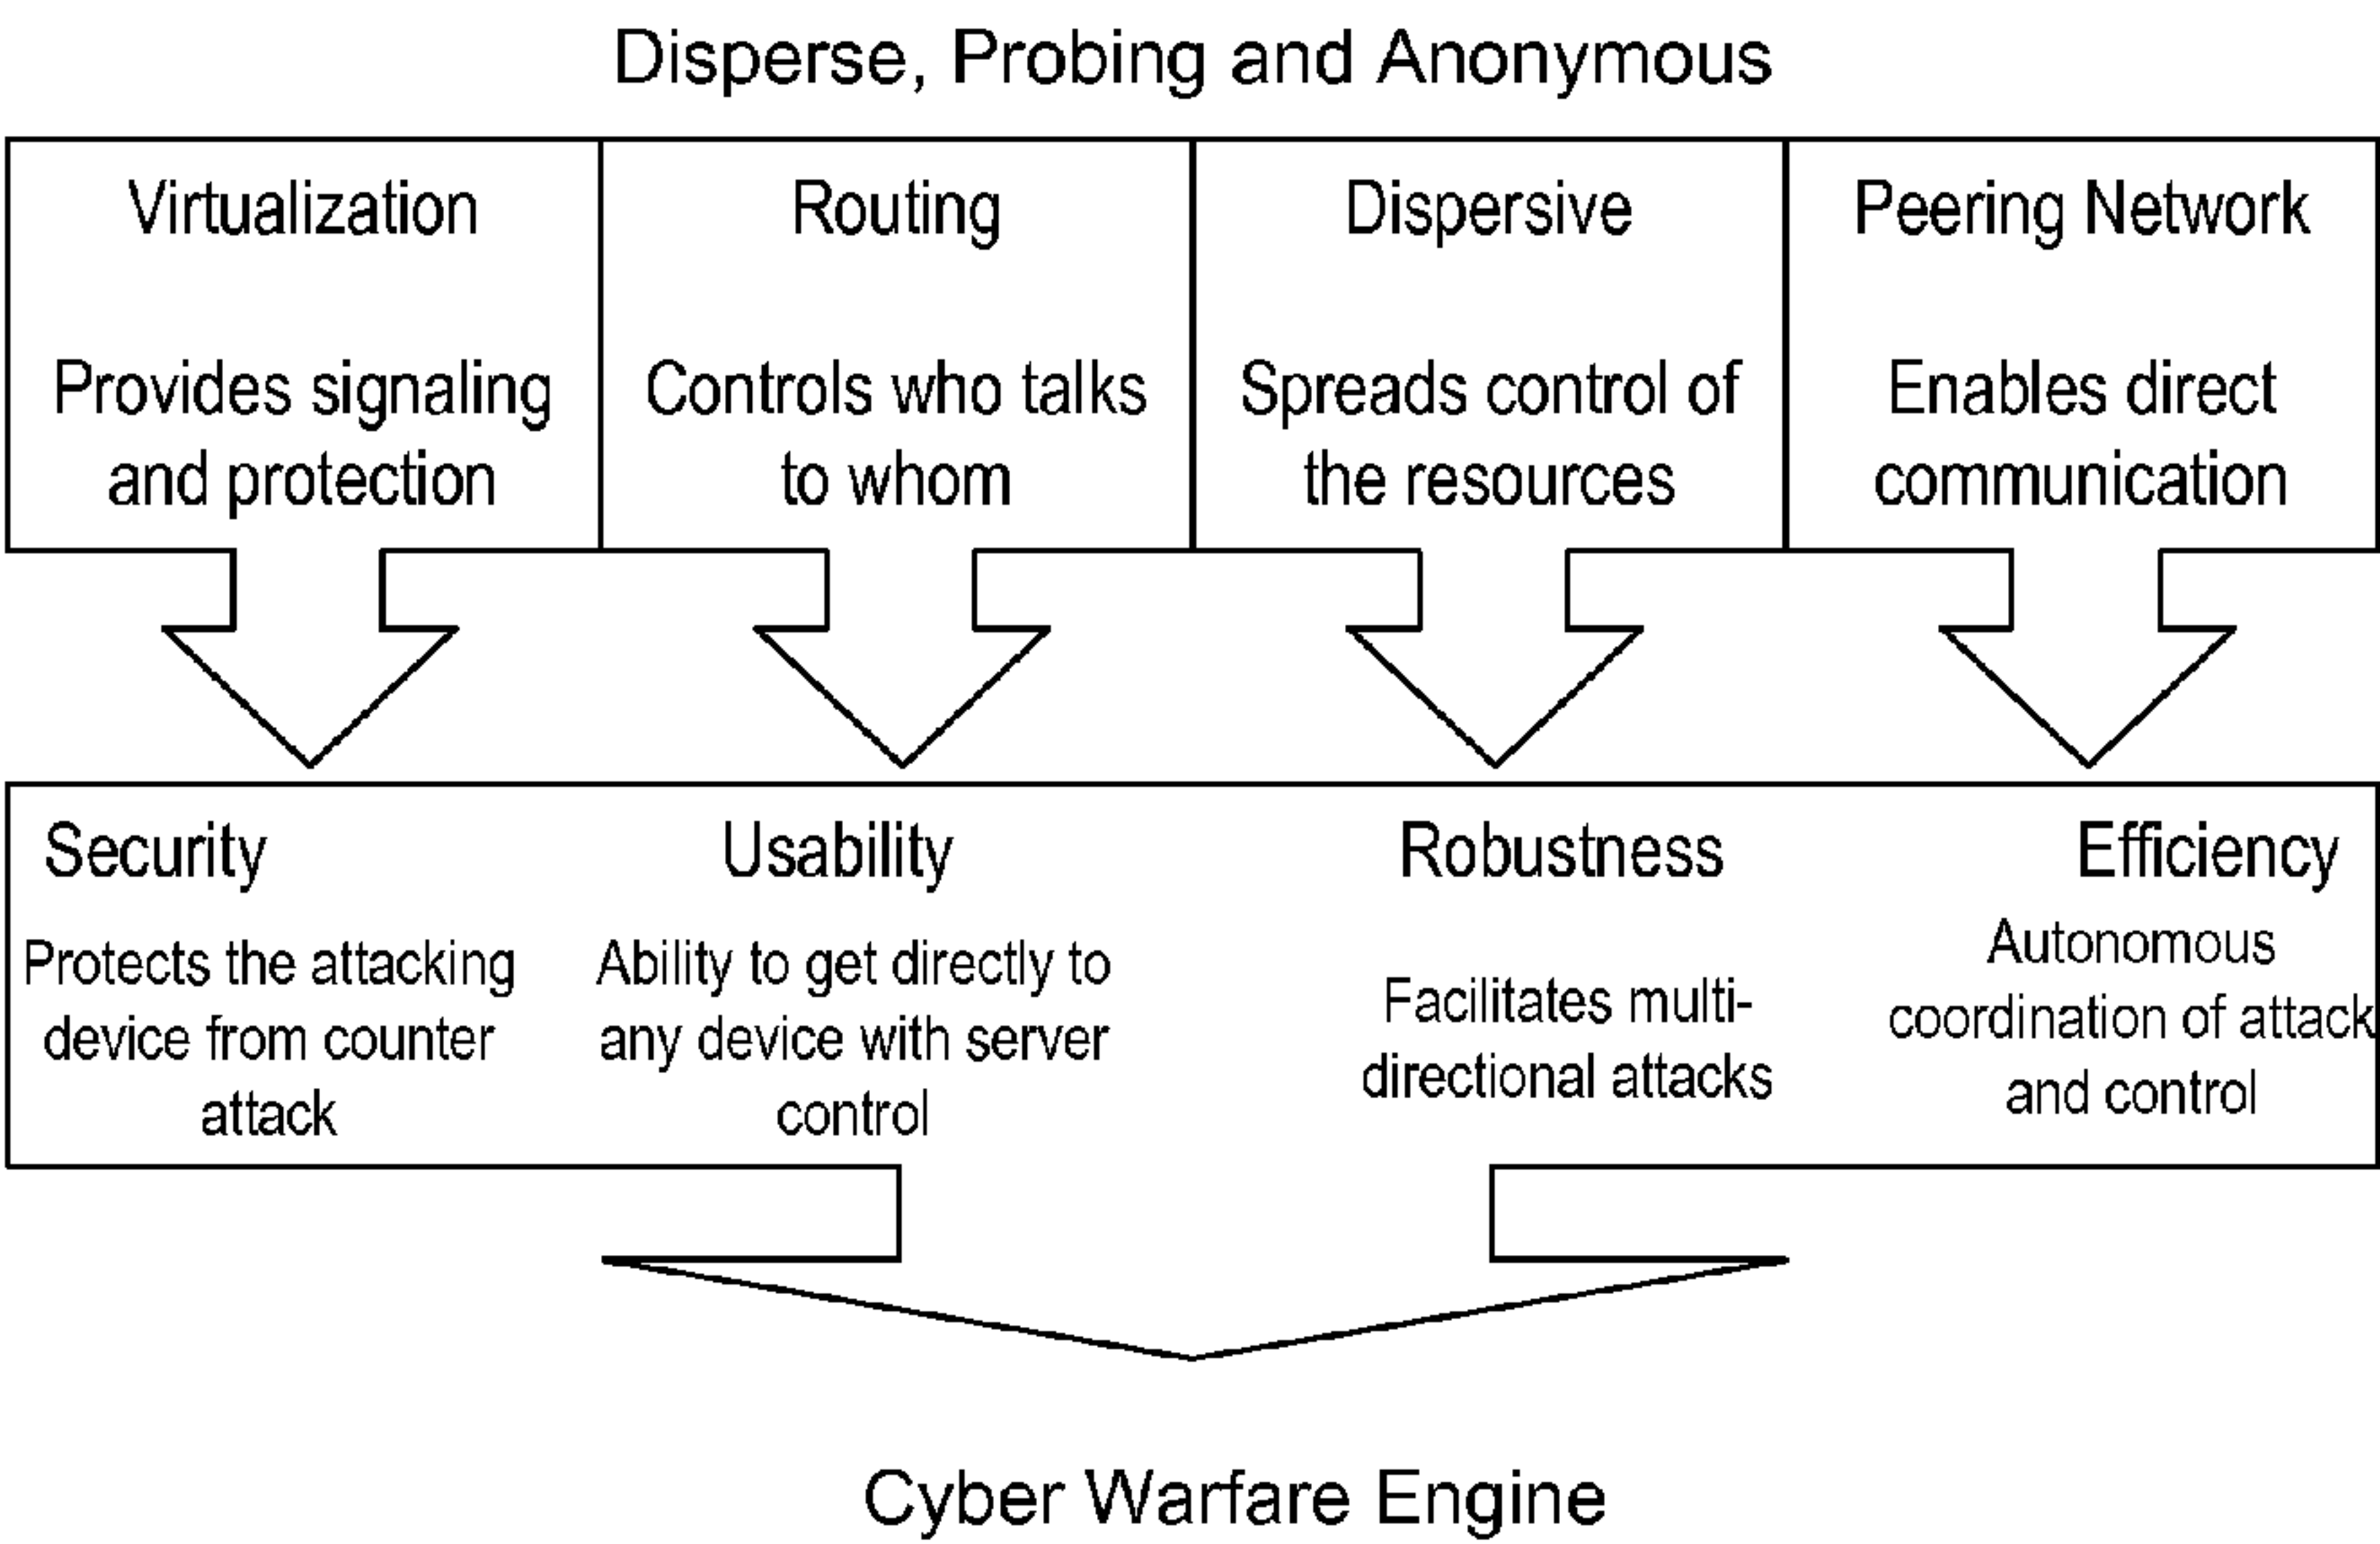 Disperse, Probing and Anonymous
Virtualization
Provides signaling
and protection
Routing
Controls who talks
to whom
Dispersive
Spreads control of
the resources
Peering Network
Enables direct
communication
Security
Protects the attacking
device from counter
attack
Usability
Ability to get directly to
any device with server
control
Robustness
Facilitates multi-
directional attacks
Efficiency
Autonomous
coordination of attack
and control
Cyber Warfare Engine